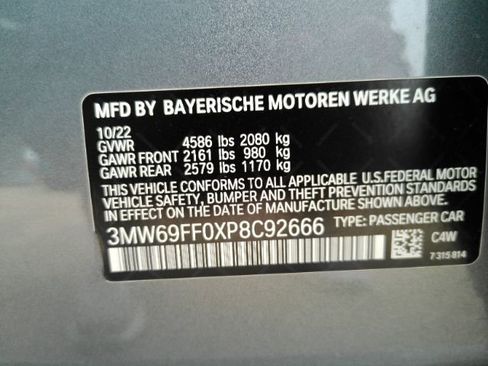 MFD BY BAYERISCHE MOTOREN WERKE AG
10/22
GVWR 4586 lbs 2080 kg
GAWR FRONT 2161 lbs 980 kg
GAWR REAR 2579 lbs 1170 kg
THIS VEHICLE CONFORMS TO ALL APPLICABLE U.S.FEDERAL MOTOR
VEHICLE SAFETY, BUMPER AND THEFT PREVENTION STANDARDS
IN EFFECT ON THE DATE OF MANUFACTURE SHOWN ABOVE.
3MW69FF0XP8C92666 TYPE: PASSENGER CAR
C4W
7315814